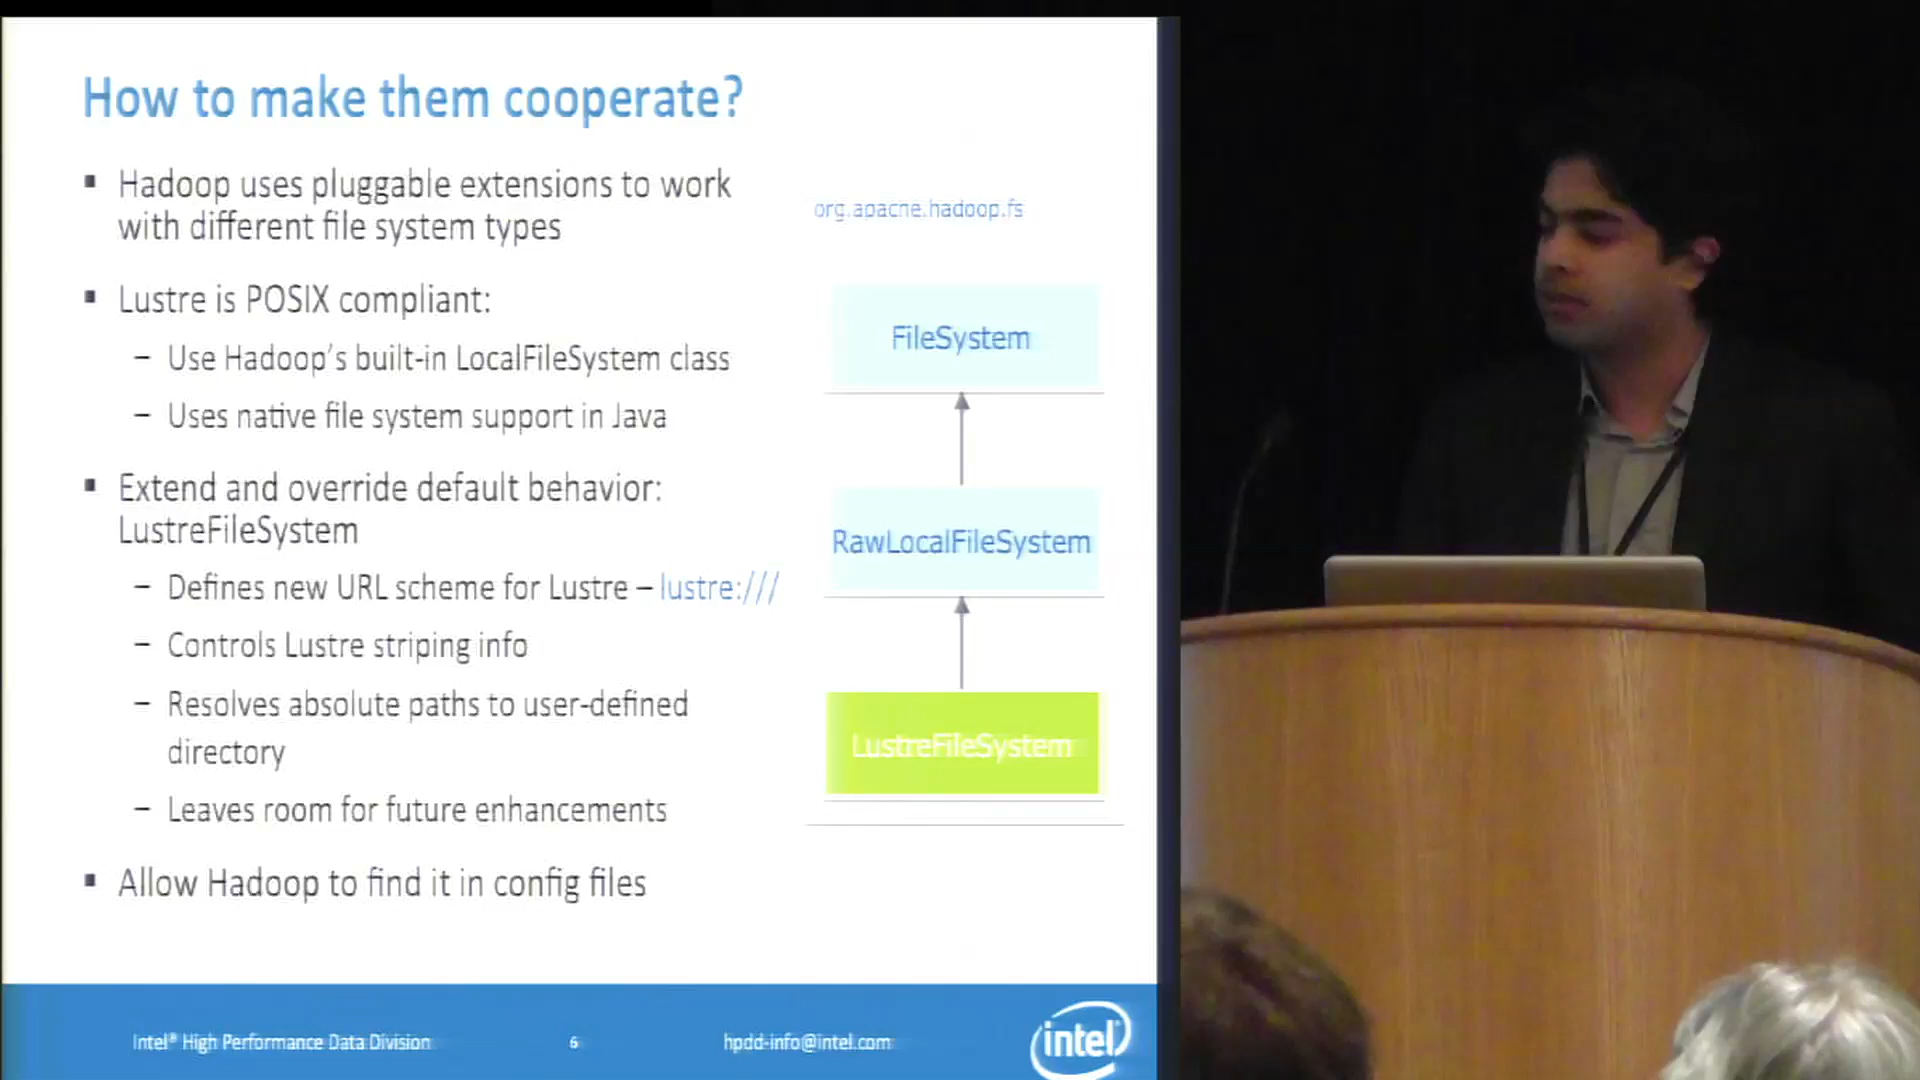 How to make them cooperate?
▪ Hadoop uses pluggable extensions to work
with different file system types
▪ Lustre is POSIX compliant:
– Use Hadoop's built-in LocalFileSystem class
– Uses native file system support in Java
▪ Extend and override default behavior:
LustreFileSystem
– Defines new URL scheme for Lustre – lustre:///
– Controls Lustre striping info
– Resolves absolute paths to user-defined
directory
– Leaves room for future enhancements
▪ Allow Hadoop to find it in config files
org.apache.hadoop.fs
FileSystem
RawLocalFileSystem
LustreFileSystem
Intel® High Performance Data Division
6
hpdd-info@intel.com
intel